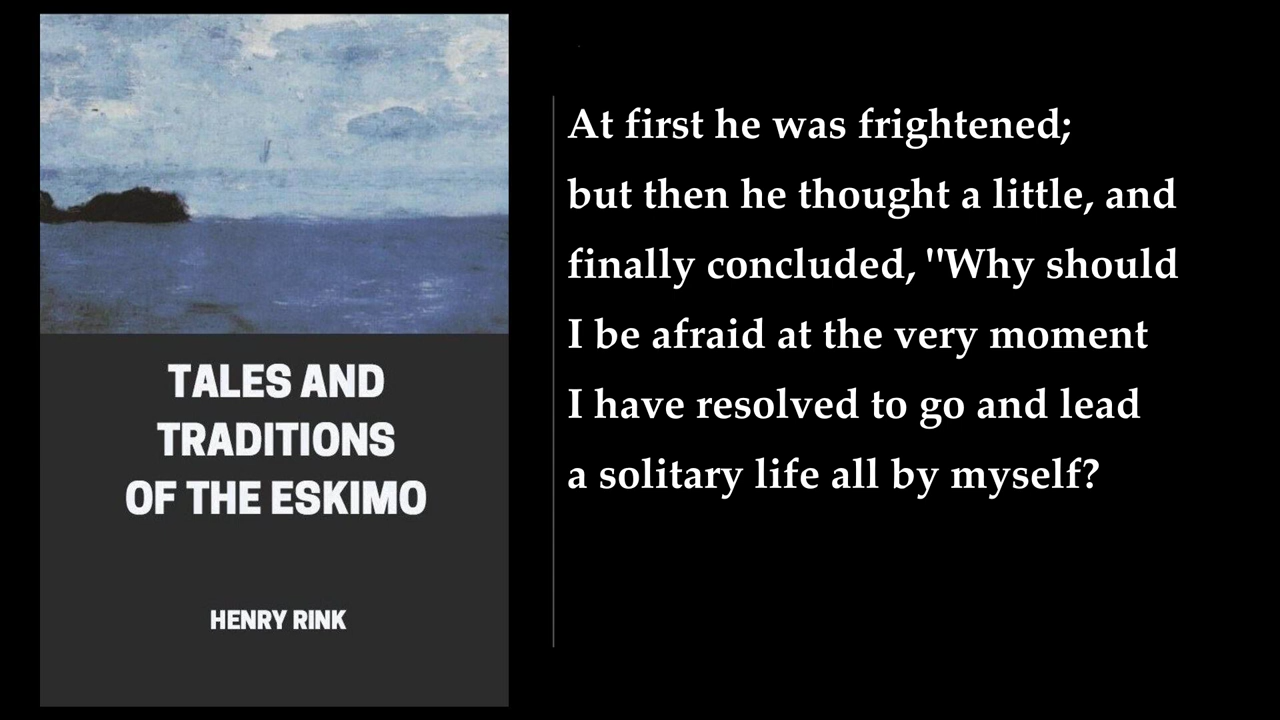 TALES AND
TRADITIONS
OF THE ESKIMO
HENRY RINK
At first he was frightened;
but then he thought a little, and
finally concluded, "Why should
I be afraid at the very moment
I have resolved to go and lead
a solitary life all by myself?